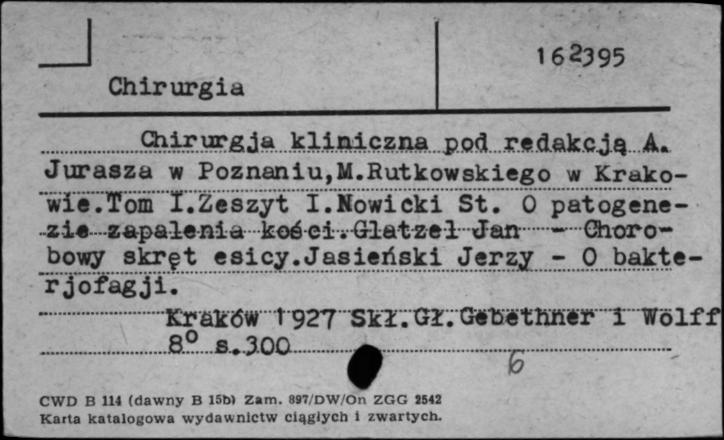 162395
Chirurgia
Chirurgja kliniczna pod redakcją A.
Jurasza w Poznaniu,M.Rutkowskiego w Krako-
wie.Tom I.Zeszyt I.Nowicki St. O patogene-
zie zapalenia kości.Glatzel Jan - Choro-
bowy skręt esicy.Jasieński Jerzy - O bakte-
rjofagji.
Kraków 1927 Skł.Gł.Gebethner i Wolff
8° s.300
6
CWD B 114 (dawny B 15b) Zam. 897/DW/On ZGG 2542
Karta katalogowa wydawnictw ciągłych i zwartych.